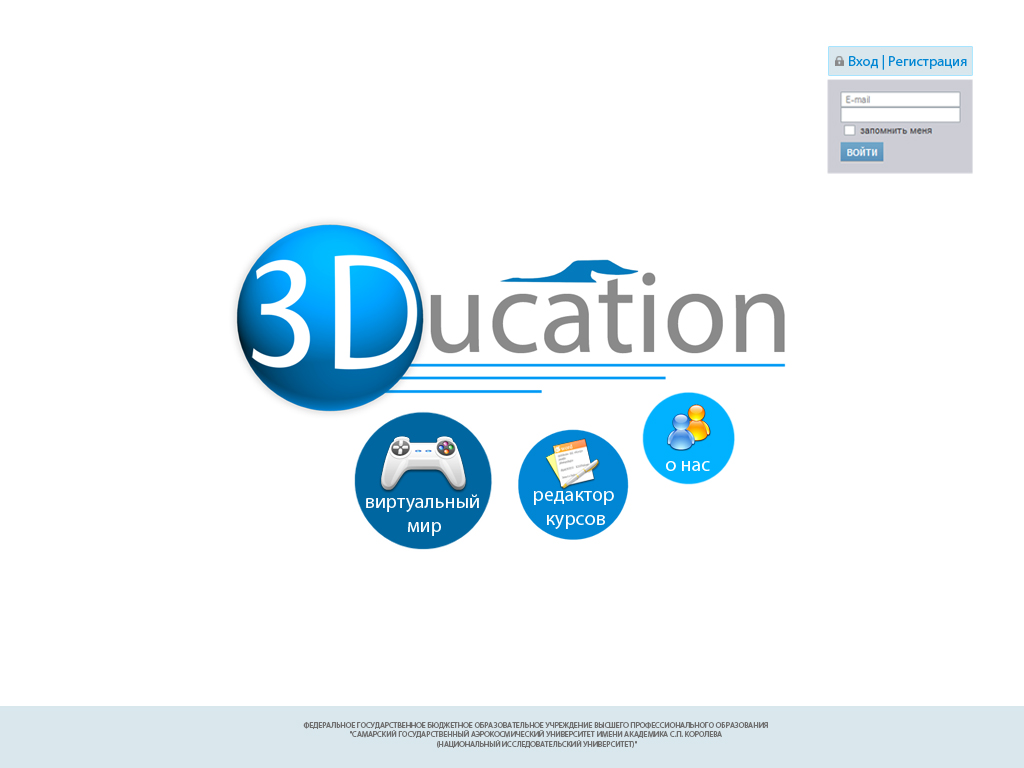 Вход | Регистрация
E-mail
запомнить меня
войти
3Ducation
виртуальный
мир
редактор
курсов
о нас
ФЕДЕРАЛЬНОЕ ГОСУДАРСТВЕННОЕ БЮДЖЕТНОЕ ОБРАЗОВАТЕЛЬНОЕ УЧРЕЖДЕНИЕ ВЫСШЕГО ПРОФЕССИОНАЛЬНОГО ОБРАЗОВАНИЯ
"САМАРСКИЙ ГОСУДАРСТВЕННЫЙ АЭРОКОСМИЧЕСКИЙ УНИВЕРСИТЕТ ИМЕНИ АКАДЕМИКА С.П. КОРОЛЕВА
(НАЦИОНАЛЬНЫЙ ИССЛЕДОВАТЕЛЬСКИЙ УНИВЕРСИТЕТ)"